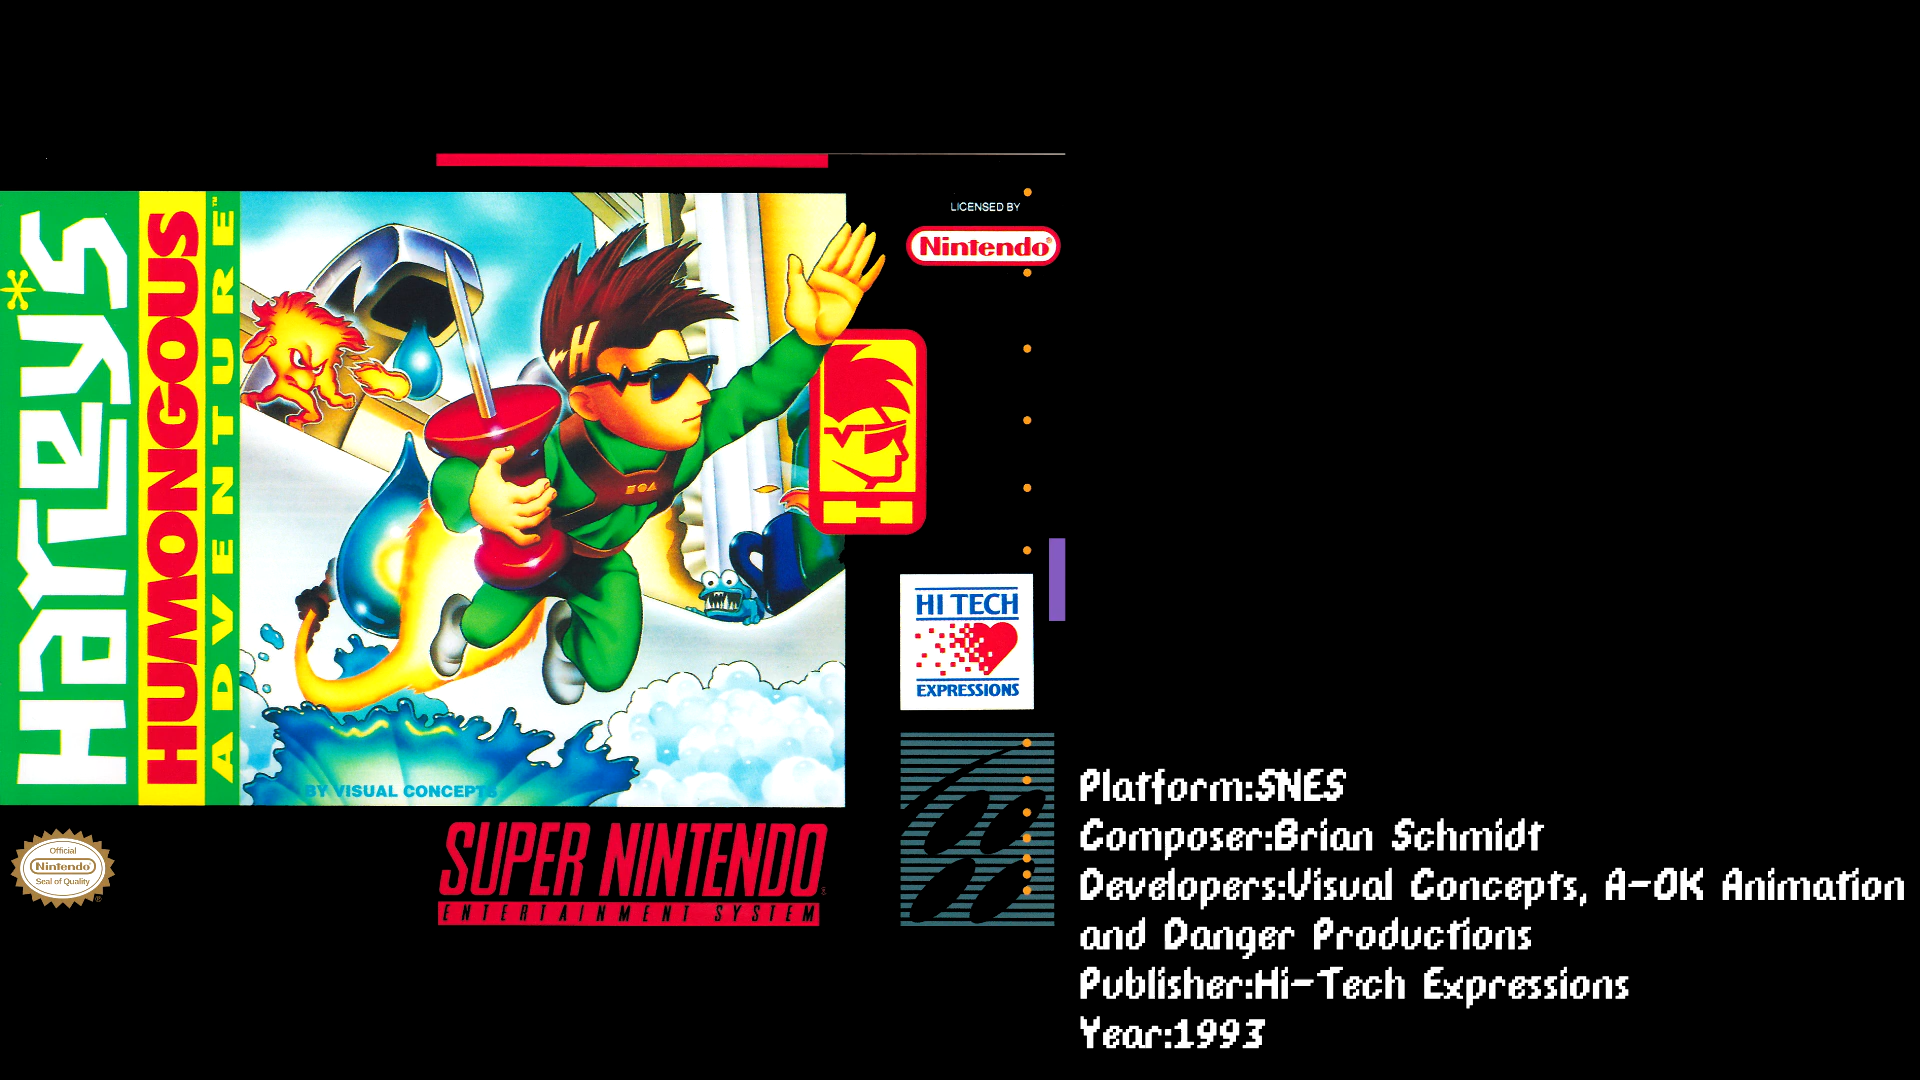 Harley's
HUMONGOUS
ADVENTURE™
H
H
BY VISUAL CONCEPTS
LICENSED BY
Nintendo®
HI TECH
EXPRESSIONS
Official
Nintendo
Seal of Quality
SUPER NINTENDO
ENTERTAINMENT SYSTEM
Platform:SNES
Composer:Brian Schmidt
Developers:Visual Concepts, A-OK Animation
and Danger Productions
Publisher:Hi-Tech Expressions
Year:1993